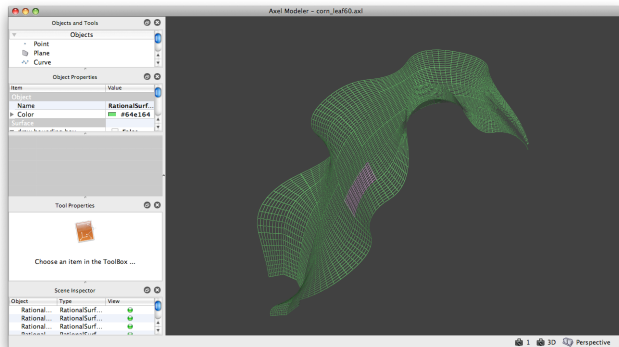 Axel Modeler - corn_leaf60.axl
Objects and Tools
Objects
Point
Plane
Curve
Object Properties
Item Value
Object
Name RationalSurf...
Color #64e164
Surface
Tool Properties
Choose an item in the ToolBox ...
Scene Inspector
Object Type View
Rational... RationalSurf...
Rational... RationalSurf...
Rational... RationalSurf...
1 3D Perspective